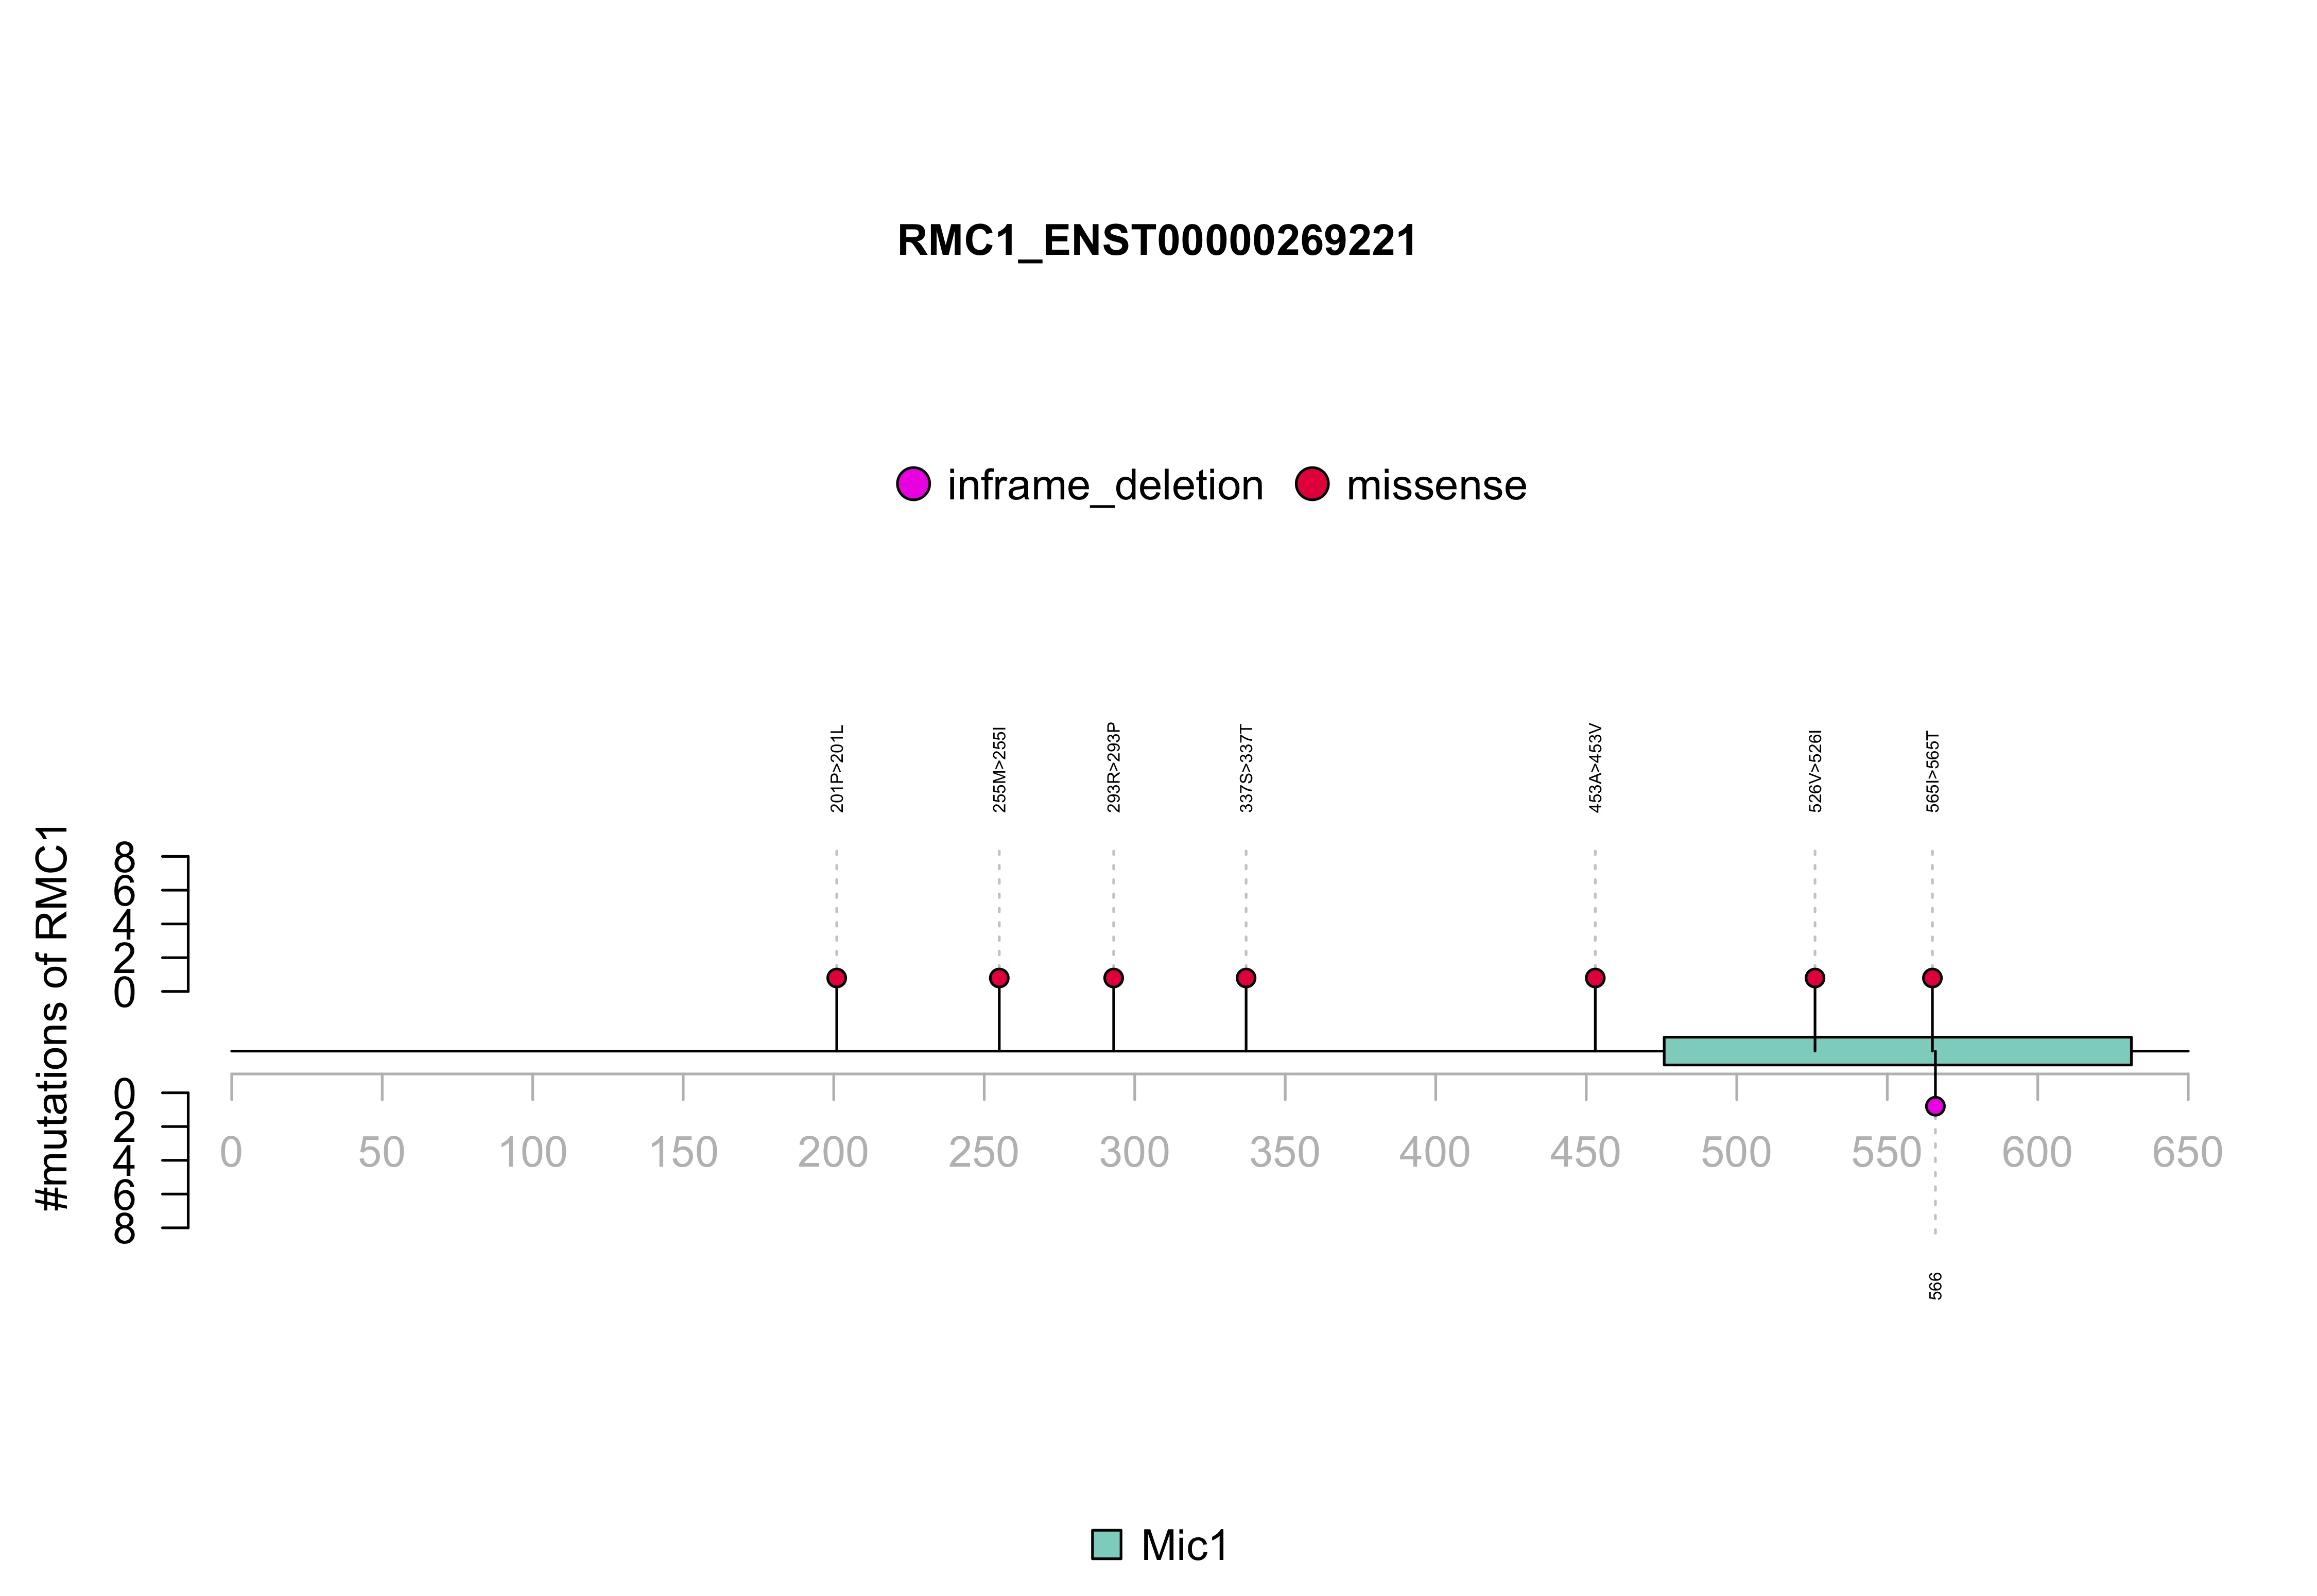 RMC1_ENST00000269221
inframe_deletion missense
201P>201L 255M>255I 293R>293P 337S>337T 453A>453V 526V>526I 565I>565T
#mutations of RMC1
8
6
4
2
0
0
2
4
6
8
0 50 100 150 200 250 300 350 400 450 500 550 600 650
566
Mic1